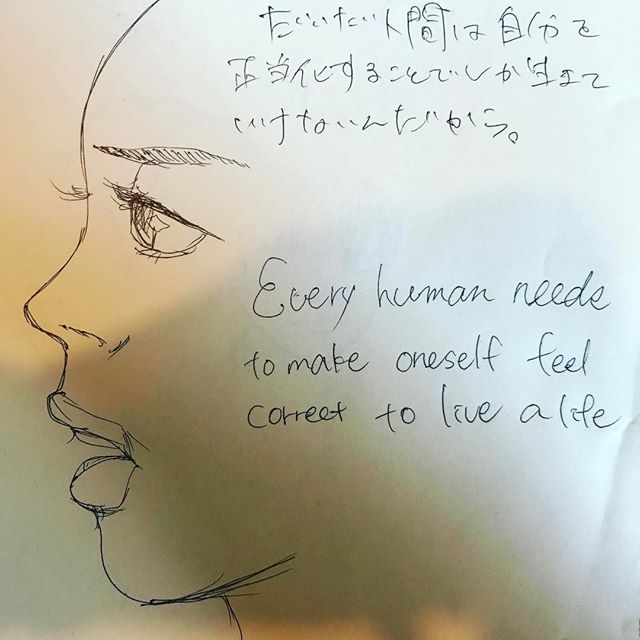 だいたい人間は自分を
正当化することでしか生きて
いけないんだから。
Every human needs
to make oneself feel
correct to live a life